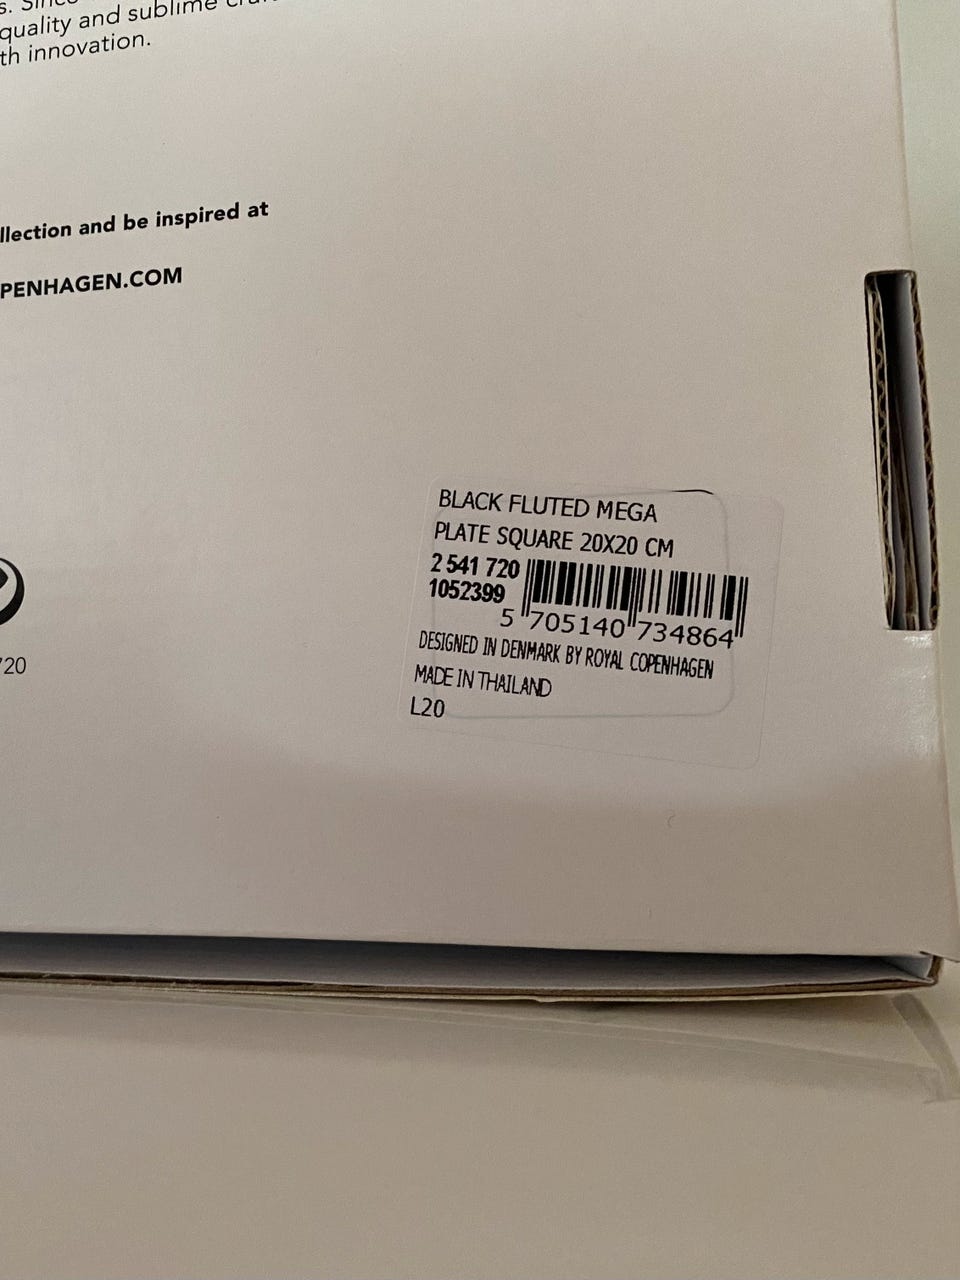 quality and sublime
th innovation.
llection and be inspired at
PENHAGEN.COM
BLACK FLUTED MEGA
PLATE SQUARE 20X20 CM
2 541 720
1052399
5 705140 734864
DESIGNED IN DENMARK BY ROYAL COPENHAGEN
MADE IN THAILAND
L20
720